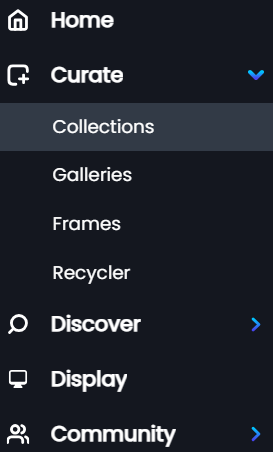 Home
Curate
Collections
Galleries
Frames
Recycler
Discover
Display
Community